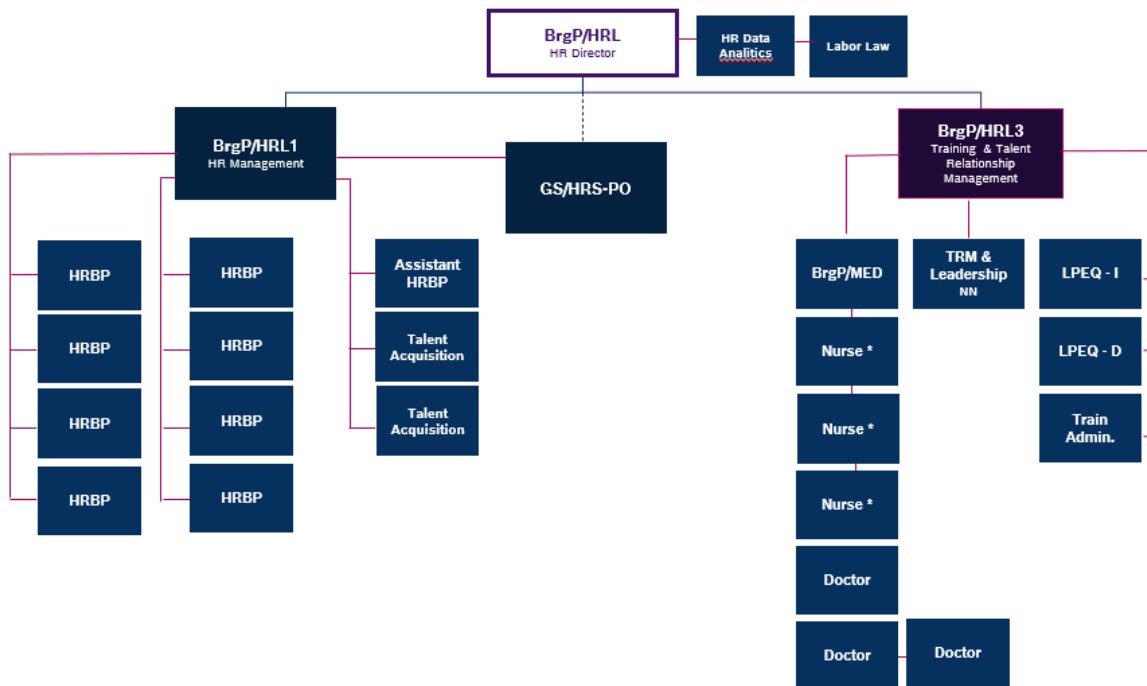 BrgP/HRL
HR Director
HR Data
Analitics
Labor Law
BrgP/HRL1
HR Management
GS/HRS-PO
BrgP/HRL3
Training & Talent
Relationship
Management
HRBP
HRBP
Assistant
HRBP
BrgP/MED
TRM &
Leadership
NN
LPEQ - I
HRBP
HRBP
Talent
Acquisition
Nurse *
LPEQ - D
HRBP
HRBP
Talent
Acquisition
Nurse *
Train
Admin.
HRBP
HRBP
Nurse *
Doctor
Doctor
Doctor